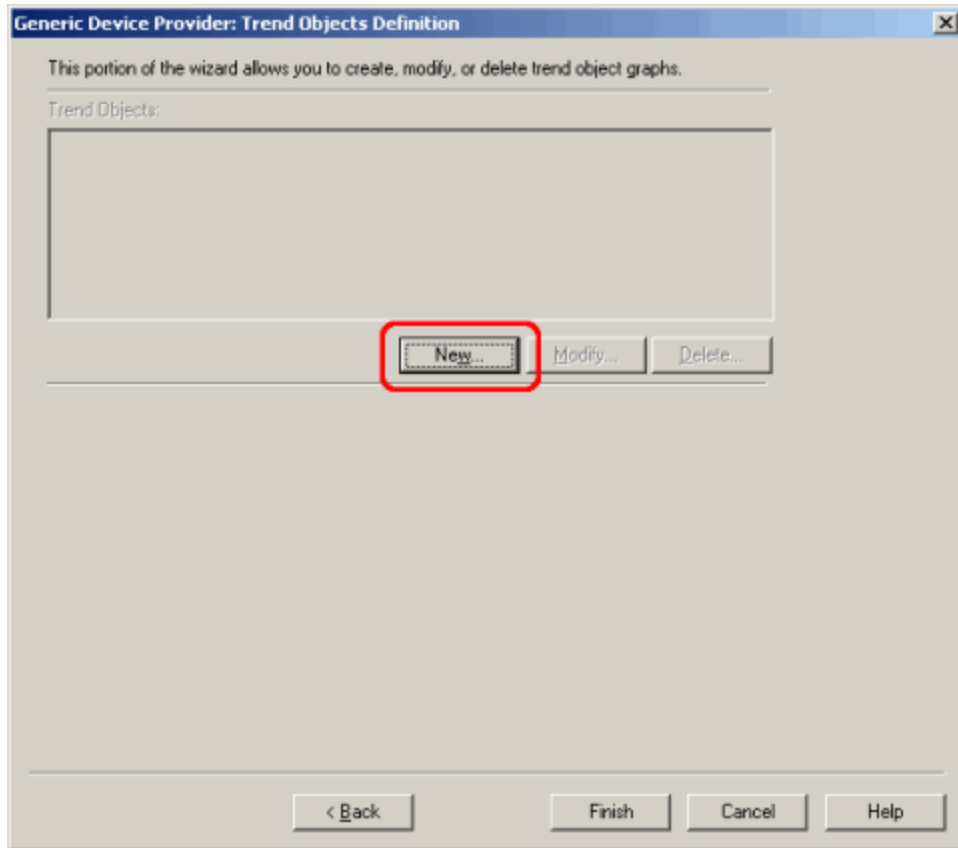 Generic Device Provider: Trend Objects Definition
This portion of the wizard allows you to create, modify, or delete trend object graphs.
Trend Objects:
New... Modify... Delete...
< Back Finish Cancel Help